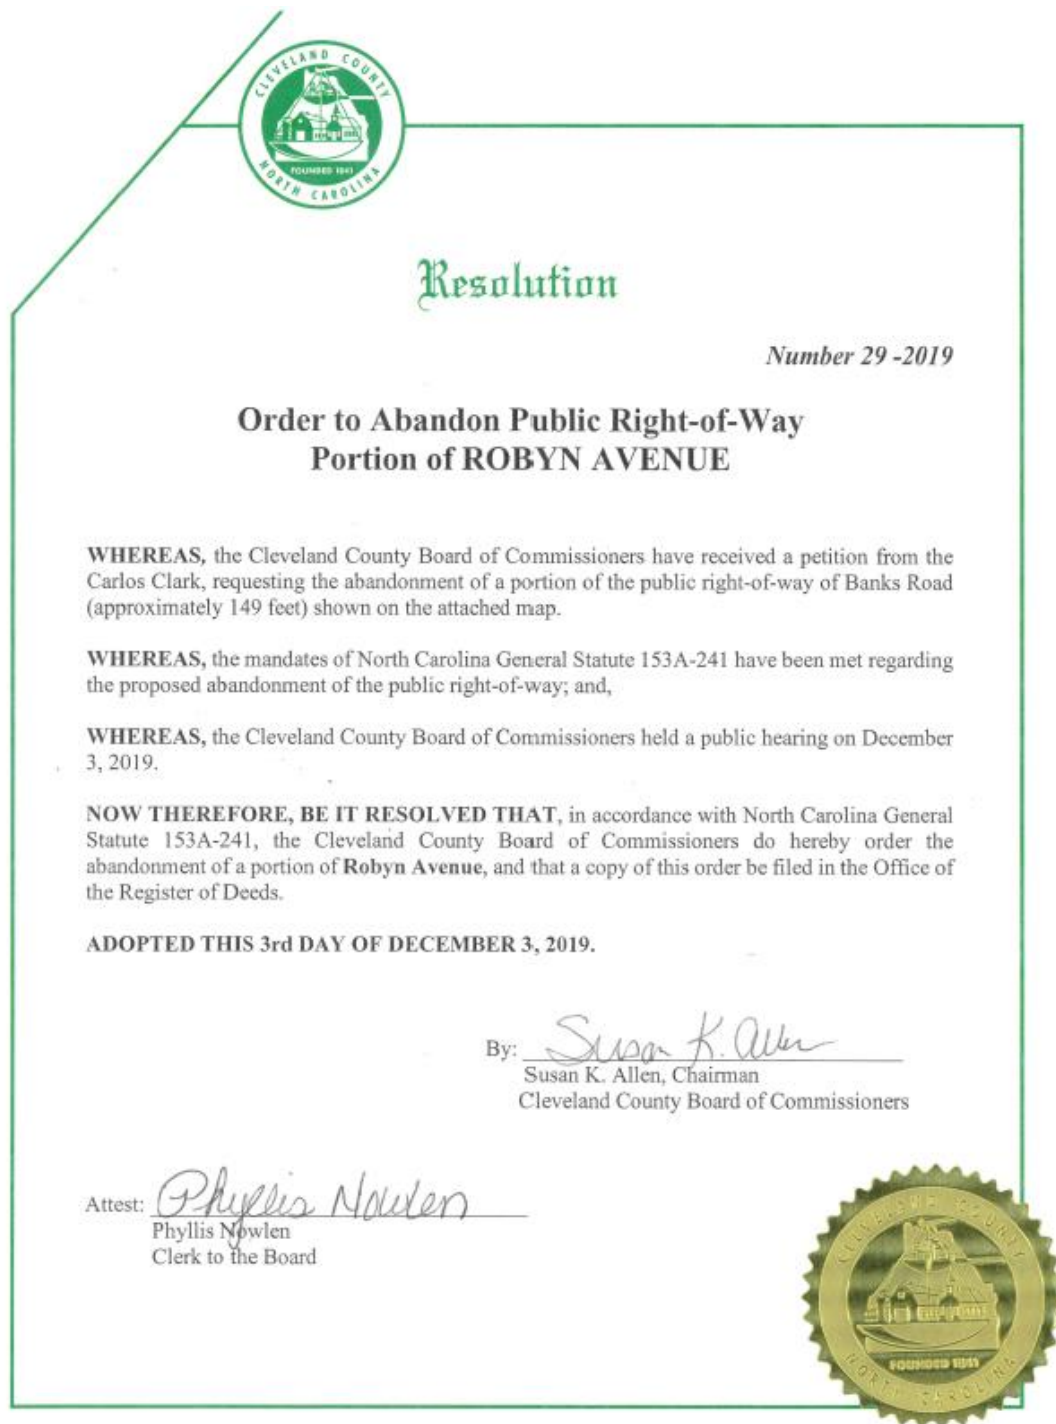 CLEVELAND COUNTY
FOUNDED 1841
NORTH CAROLINA
Resolution
Number 29 -2019
Order to Abandon Public Right-of-Way
Portion of ROBYN AVENUE
WHEREAS, the Cleveland County Board of Commissioners have received a petition from the
Carlos Clark, requesting the abandonment of a portion of the public right-of-way of Banks Road
(approximately 149 feet) shown on the attached map.
WHEREAS, the mandates of North Carolina General Statute 153A-241 have been met regarding
the proposed abandonment of the public right-of-way; and,
WHEREAS, the Cleveland County Board of Commissioners held a public hearing on December
3, 2019.
NOW THEREFORE, BE IT RESOLVED THAT, in accordance with North Carolina General
Statute 153A-241, the Cleveland County Board of Commissioners do hereby order the
abandonment of a portion of Robyn Avenue, and that a copy of this order be filed in the Office of
the Register of Deeds.
ADOPTED THIS 3rd DAY OF DECEMBER 3, 2019.
By: Susan K. Allen
Susan K. Allen, Chairman
Cleveland County Board of Commissioners
Attest: Phyllis Nowlen
Phyllis Nowlen
Clerk to the Board
CLEVELAND COUNTY
FOUNDED 1841
NORTH CAROLINA